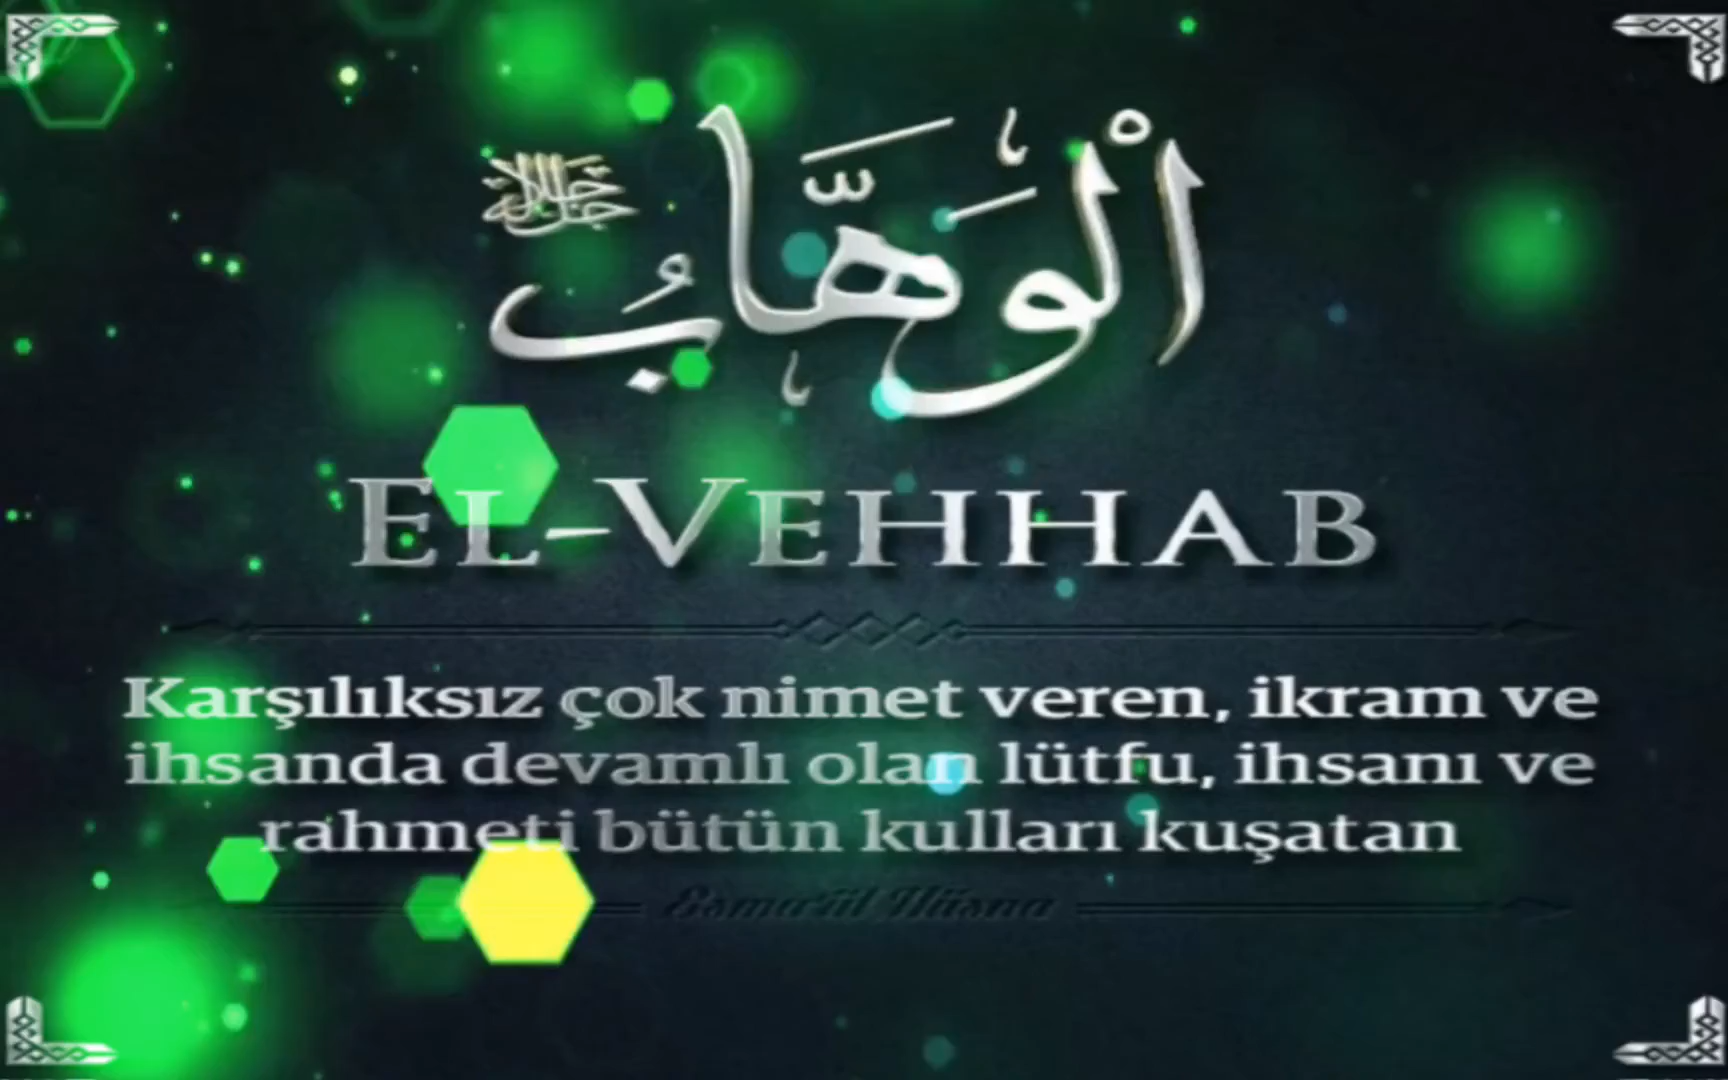 الْوَهَّابُ ﷻ
EL-VEHHAB
Karşılıksız çok nimet veren, ikram ve
ihsanda devamlı olan lütfu, ihsanı ve
rahmeti bütün kulları kuşatan
Esma'ül Hüsna